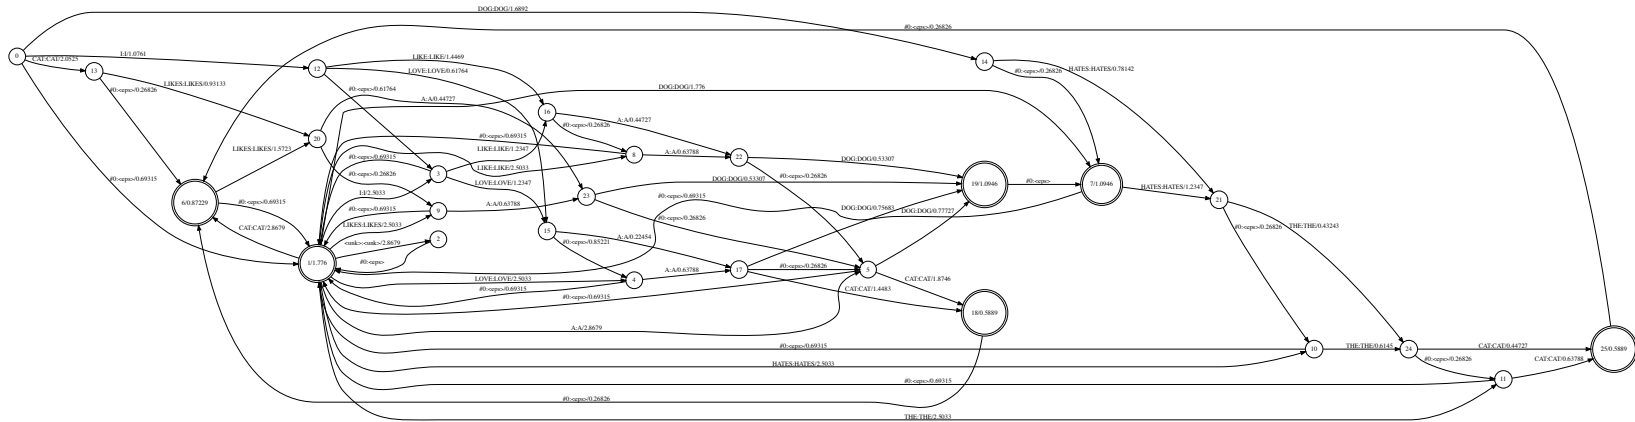 DOG:DOG/1.6892
#0:<eps>/0.26826
0
I:I/1.0761
CAT:CAT/2.0525
13
12
LIKE:LIKE/1.4469
LOVE:LOVE/0.61764
14
#0:<eps>/0.26826
HATES:HATES/0.78142
LIKES:LIKES/0.93133
#0:<eps>/0.26826
#0:<eps>/0.61764
A:A/0.44727
DOG:DOG/1.776
16
A:A/0.44727
#0:<eps>/0.26826
20
#0:<eps>/0.69315
LIKES:LIKES/1.5723
LIKE:LIKE/1.2347
8
A:A/0.63788
22
DOG:DOG/0.53307
#0:<eps>/0.69315
LIKE:LIKE/2.5033
#0:<eps>/0.26826
3
#0:<eps>/0.26826
#0:<eps>/0.69315
LOVE:LOVE/1.2347
DOG:DOG/0.53307
19/1.0946
#0:<eps>
7/1.0946
HATES:HATES/1.2347
21
I:I/2.5033
23
#0:<eps>/0.69315
6/0.87229
#0:<eps>/0.69315
#0:<eps>/0.69315
9
A:A/0.63788
DOG:DOG/0.75683
DOG:DOG/0.77727
#0:<eps>/0.26826
CAT:CAT/2.8679
LIKES:LIKES/2.5033
#0:<eps>/0.26826
THE:THE/0.43243
15
A:A/0.22454
<unk>:<unk>/2.8679
2
#0:<eps>/0.85221
1/1.776
#0:<eps>
17
#0:<eps>/0.26826
5
LOVE:LOVE/2.5033
4
A:A/0.63788
CAT:CAT/1.8746
#0:<eps>/0.69315
CAT:CAT/1.4483
#0:<eps>/0.69315
18/0.5889
A:A/2.8679
#0:<eps>/0.69315
10
THE:THE/0.6145
24
CAT:CAT/0.44727
25/0.5889
HATES:HATES/2.5033
#0:<eps>/0.26826
CAT:CAT/0.63788
#0:<eps>/0.69315
11
#0:<eps>/0.26826
THE:THE/2.5033